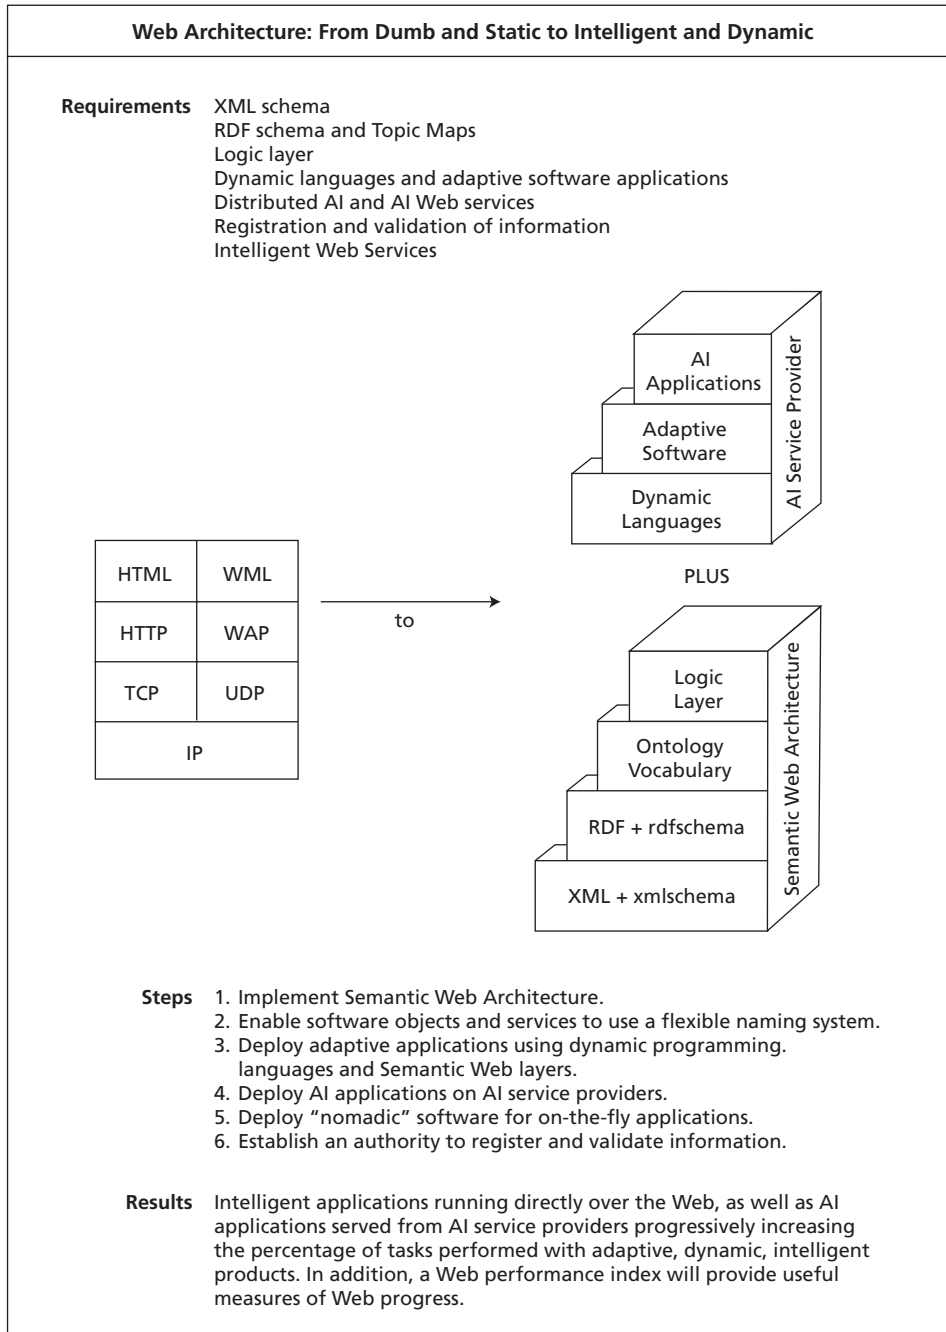 Web Architecture: From Dumb and Static to Intelligent and Dynamic
Requirements XML schema
RDF schema and Topic Maps
Logic layer
Dynamic languages and adaptive software applications
Distributed AI and AI Web services
Registration and validation of information
Intelligent Web Services
AI
Applications
Adaptive
Software
Dynamic
Languages
AI Service Provider
PLUS
HTML WML
HTTP WAP
TCP UDP
IP
to
Logic
Layer
Ontology
Vocabulary
RDF + rdfschema
XML + xmlschema
Semantic Web Architecture
Steps 1. Implement Semantic Web Architecture.
2. Enable software objects and services to use a flexible naming system.
3. Deploy adaptive applications using dynamic programming.
languages and Semantic Web layers.
4. Deploy AI applications on AI service providers.
5. Deploy “nomadic” software for on-the-fly applications.
6. Establish an authority to register and validate information.
Results Intelligent applications running directly over the Web, as well as AI
applications served from AI service providers progressively increasing
the percentage of tasks performed with adaptive, dynamic, intelligent
products. In addition, a Web performance index will provide useful
measures of Web progress.